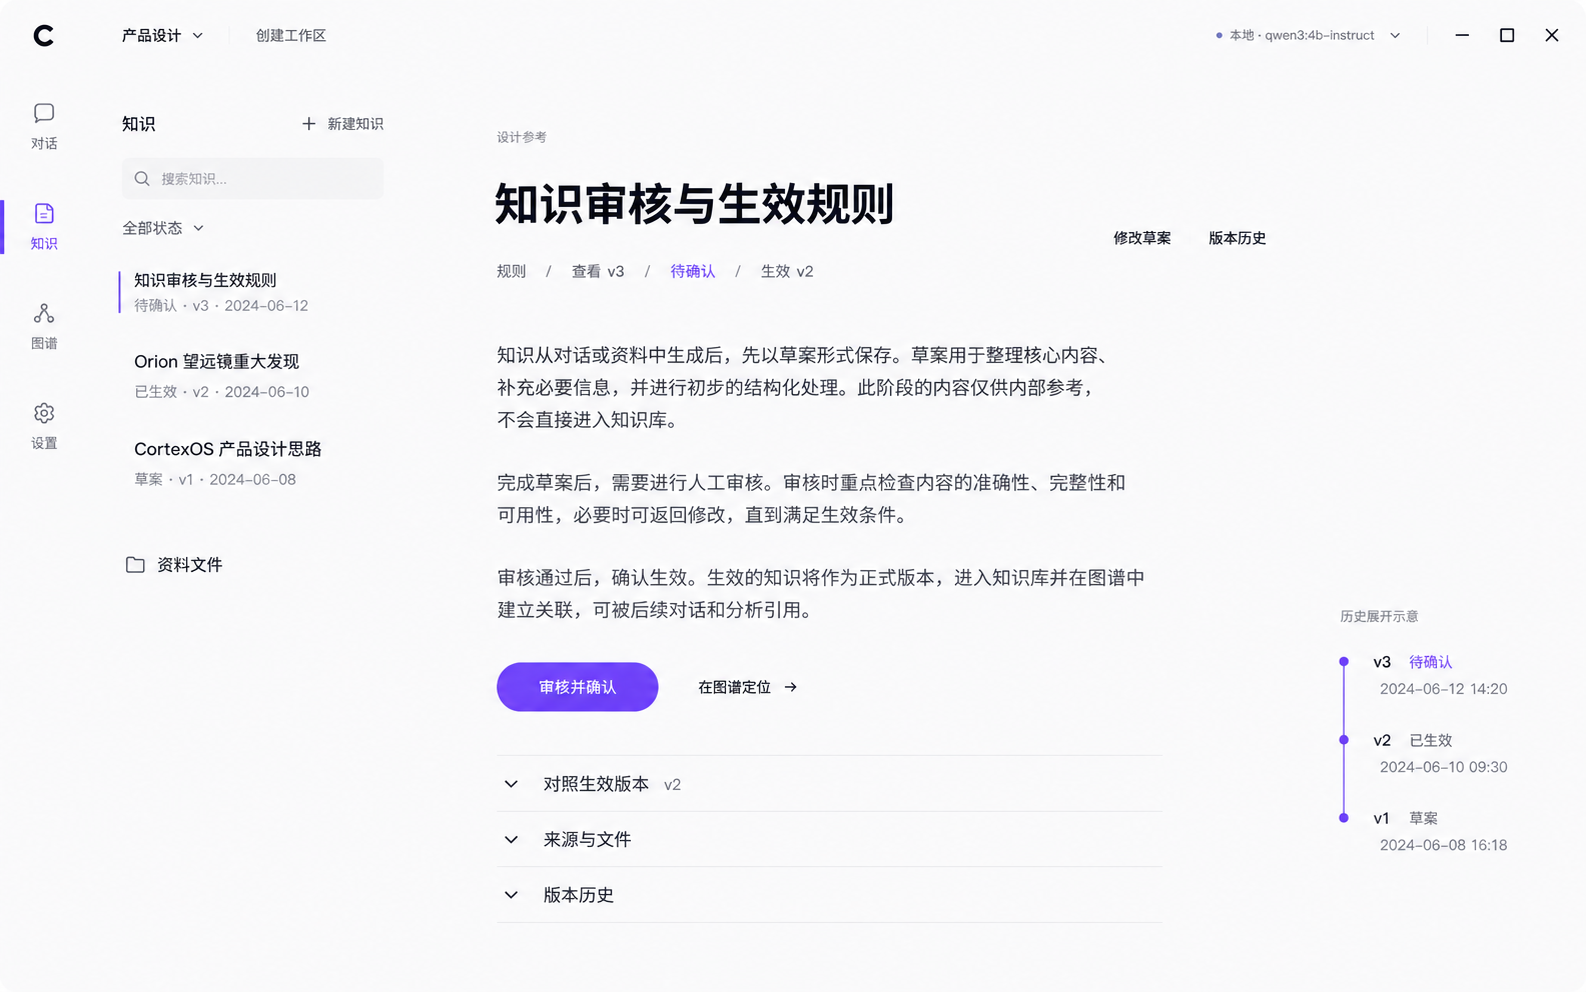 C
产品设计
创建工作区
本地 · qwen3:4b-instruct
对话
知识
图谱
设置
知识
新建知识
搜索知识...
全部状态
知识审核与生效规则
待确认 · v3 · 2024-06-12
Orion 望远镜重大发现
已生效 · v2 · 2024-06-10
CortexOS 产品设计思路
草案 · v1 · 2024-06-08
资料文件
设计参考
知识审核与生效规则
修改草案
版本历史
规则 / 查看 v3 / 待确认 / 生效 v2
知识从对话或资料中生成后，先以草案形式保存。草案用于整理核心内容、
补充必要信息，并进行初步的结构化处理。此阶段的内容仅供内部参考，
不会直接进入知识库。
完成草案后，需要进行人工审核。审核时重点检查内容的准确性、完整性和
可用性，必要时可返回修改，直到满足生效条件。
审核通过后，确认生效。生效的知识将作为正式版本，进入知识库并在图谱中
建立关联，可被后续对话和分析引用。
审核并确认
在图谱定位 →
对照生效版本 v2
来源与文件
版本历史
历史展开示意
v3 待确认
2024-06-12 14:20
v2 已生效
2024-06-10 09:30
v1 草案
2024-06-08 16:18